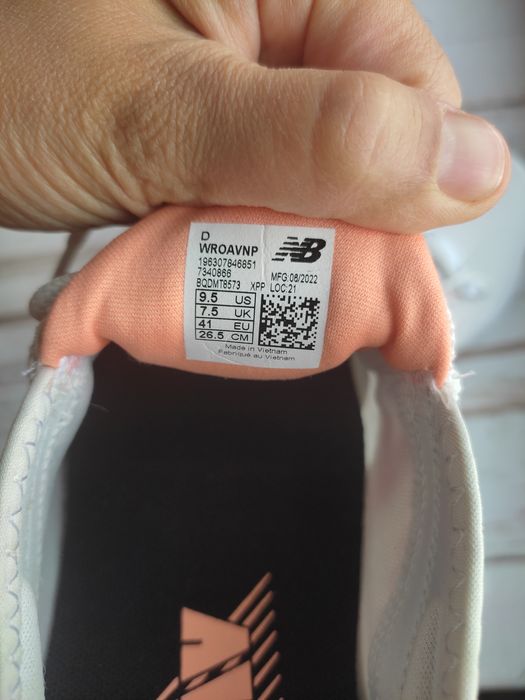 D
WROAVNP
196307846851
7340866
BQDMT8573 XPP
NB
MFG:08/2022
LOC:21
9.5 US
7.5 UK
41 EU
26.5 CM
Made in Vietnam
Fabriqué au Vietnam